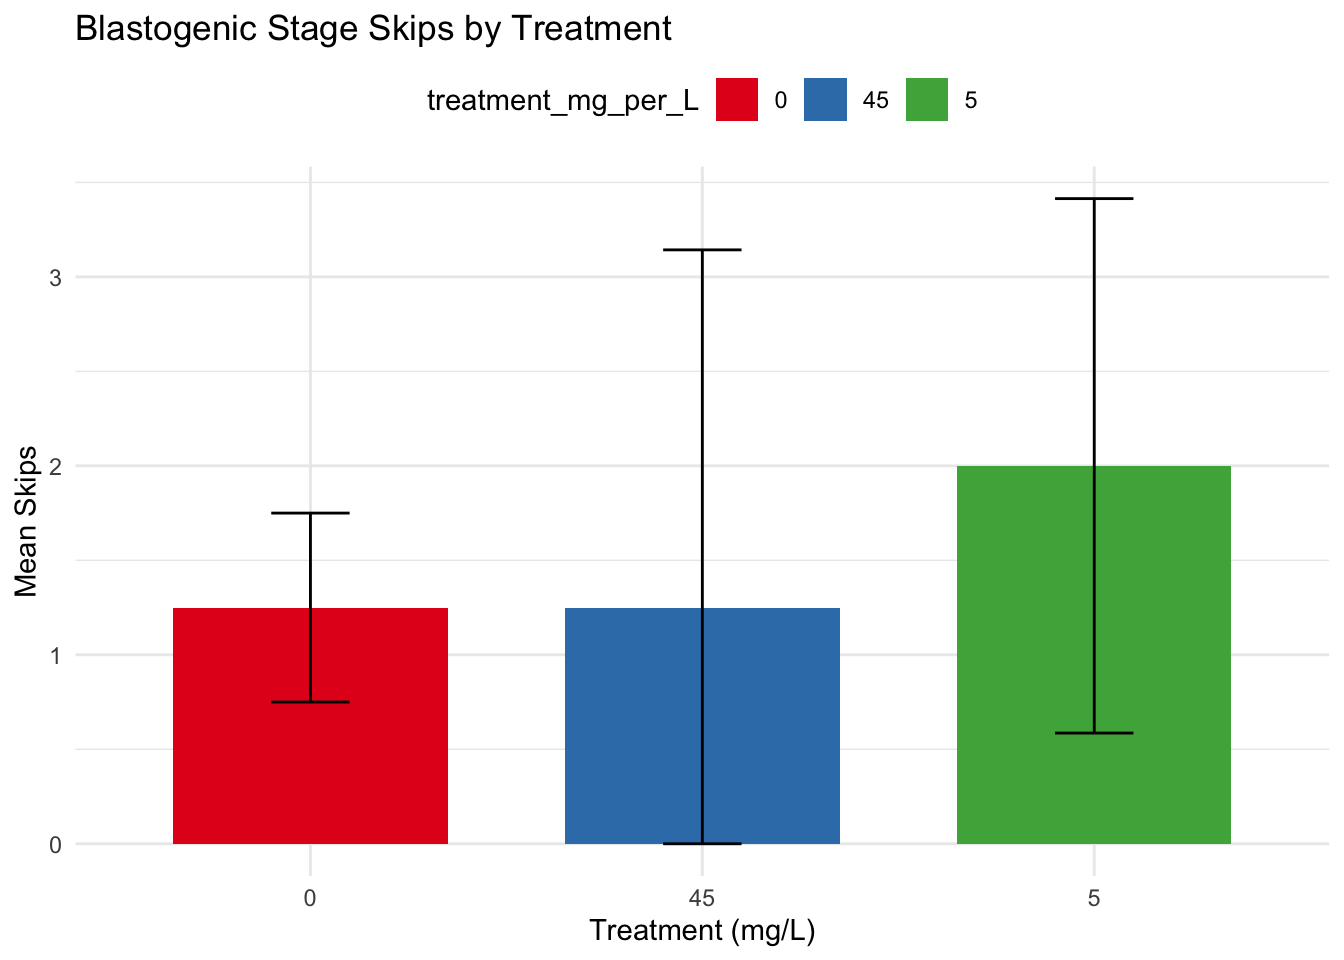 Blastogenic Stage Skips by Treatment
treatment_mg_per_L 0 45 5
Mean Skips
3
2
1
0
0 45 5
Treatment (mg/L)